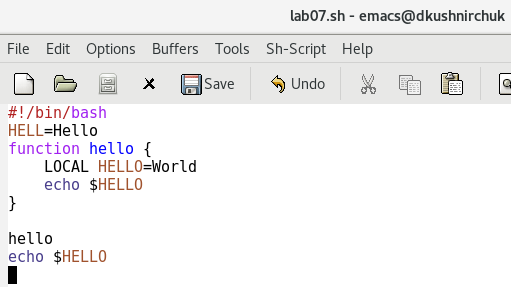 lab07.sh - emacs@dkushnirchuk
File Edit Options Buffers Tools Sh-Script Help
Save Undo
#!/bin/bash
HELL=Hello
function hello {
    LOCAL HELLO=World
    echo $HELLO
}
hello
echo $HELLO